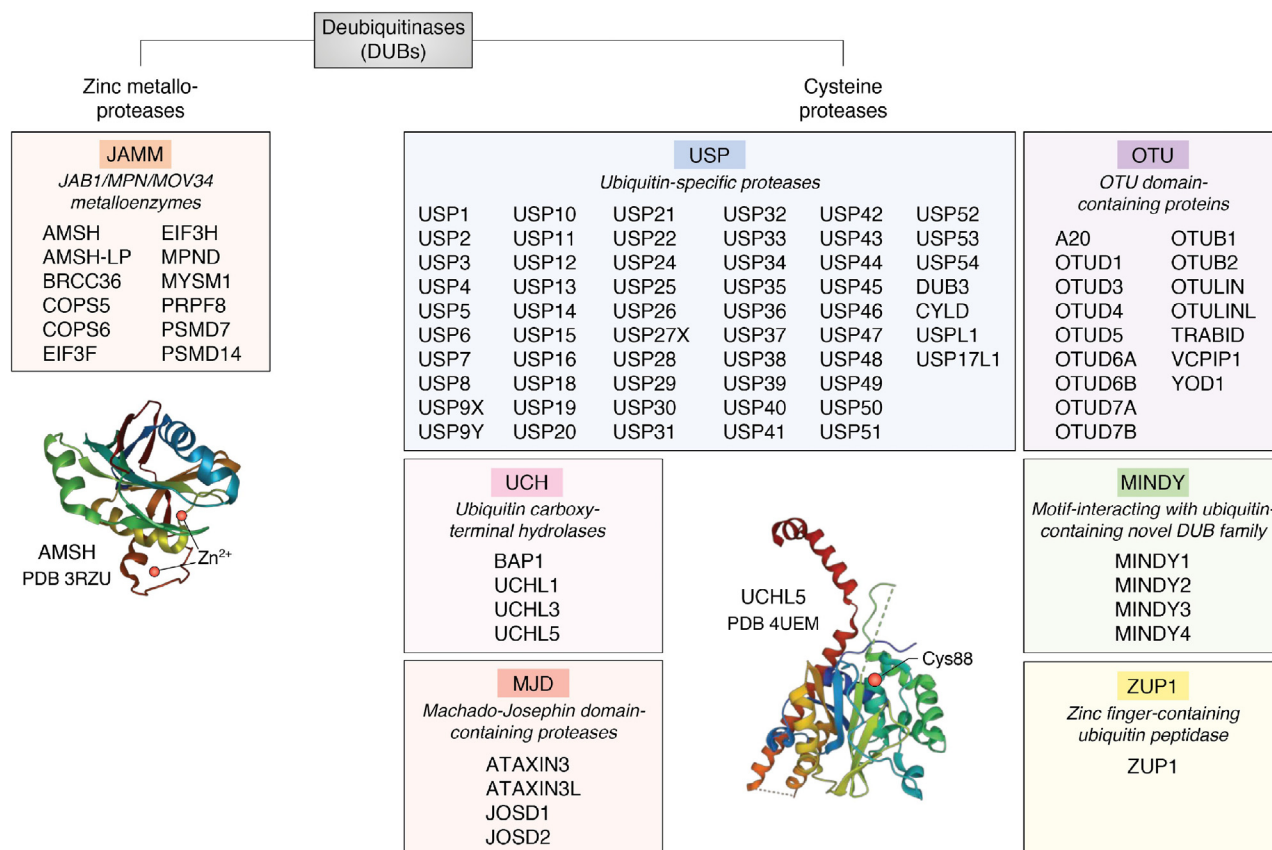 Deubiquitinases
(DUBs)
Zinc metallo-
proteases
Cysteine
proteases
JAMM
JAB1/MPN/MOV34
metalloenzymes
AMSH
AMSH-LP
BRCC36
COPS5
COPS6
EIF3F
EIF3H
MPND
MYSM1
PRPF8
PSMD7
PSMD14
AMSH
PDB 3RZU
Zn²⁺
USP
Ubiquitin-specific proteases
USP1
USP2
USP3
USP4
USP5
USP6
USP7
USP8
USP9X
USP9Y
USP10
USP11
USP12
USP13
USP14
USP15
USP16
USP18
USP19
USP20
USP21
USP22
USP24
USP25
USP26
USP27X
USP28
USP29
USP30
USP31
USP32
USP33
USP34
USP35
USP36
USP37
USP38
USP39
USP40
USP41
USP42
USP43
USP44
USP45
USP46
USP47
USP48
USP49
USP50
USP51
USP52
USP53
USP54
DUB3
CYLD
USPL1
USP17L1
OTU
OTU domain-
containing proteins
A20
OTUD1
OTUD3
OTUD4
OTUD5
OTUD6A
OTUD6B
OTUD7A
OTUD7B
OTUB1
OTUB2
OTULIN
OTULINL
TRABID
VCPIP1
YOD1
UCH
Ubiquitin carboxy-
terminal hydrolases
BAP1
UCHL1
UCHL3
UCHL5
MJD
Machado-Josephin domain-
containing proteases
ATAXIN3
ATAXIN3L
JOSD1
JOSD2
UCHL5
PDB 4UEM
Cys88
MINDY
Motif-interacting with ubiquitin-
containing novel DUB family
MINDY1
MINDY2
MINDY3
MINDY4
ZUP1
Zinc finger-containing
ubiquitin peptidase
ZUP1